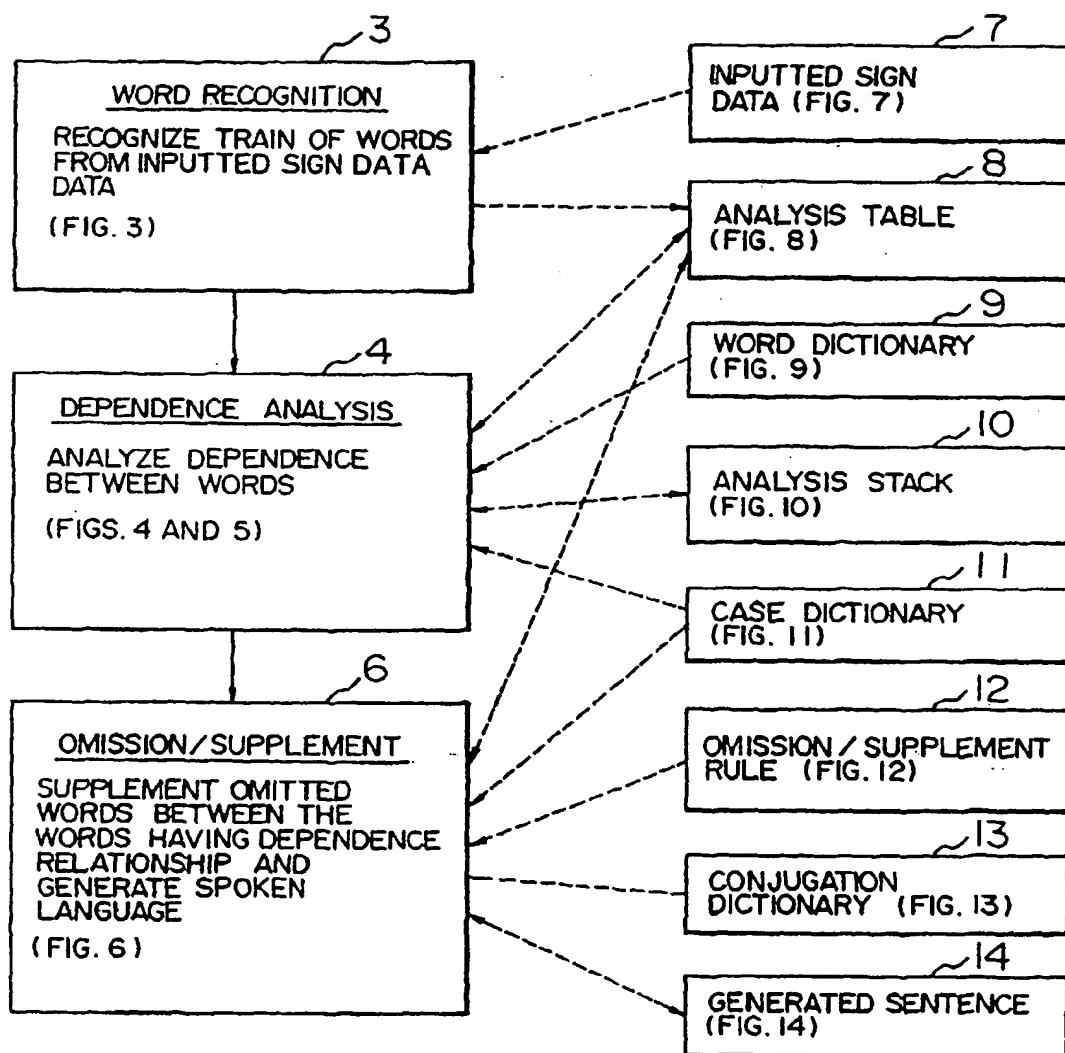 3
WORD RECOGNITION
RECOGNIZE TRAIN OF WORDS
FROM INPUTTED SIGN DATA
DATA
(FIG. 3)
4
DEPENDENCE ANALYSIS
ANALYZE DEPENDENCE
BETWEEN WORDS
(FIGS. 4 AND 5)
6
OMISSION/SUPPLEMENT
SUPPLEMENT OMITTED
WORDS BETWEEN THE
WORDS HAVING DEPENDENCE
RELATIONSHIP AND
GENERATE SPOKEN
LANGUAGE
(FIG. 6)
7
INPUTTED SIGN
DATA (FIG. 7)
8
ANALYSIS TABLE
(FIG. 8)
9
WORD DICTIONARY
(FIG. 9)
10
ANALYSIS STACK
(FIG. 10)
11
CASE DICTIONARY
(FIG. 11)
12
OMISSION / SUPPLEMENT
RULE (FIG. 12)
13
CONJUGATION
DICTIONARY (FIG. 13)
14
GENERATED SENTENCE
(FIG. 14)